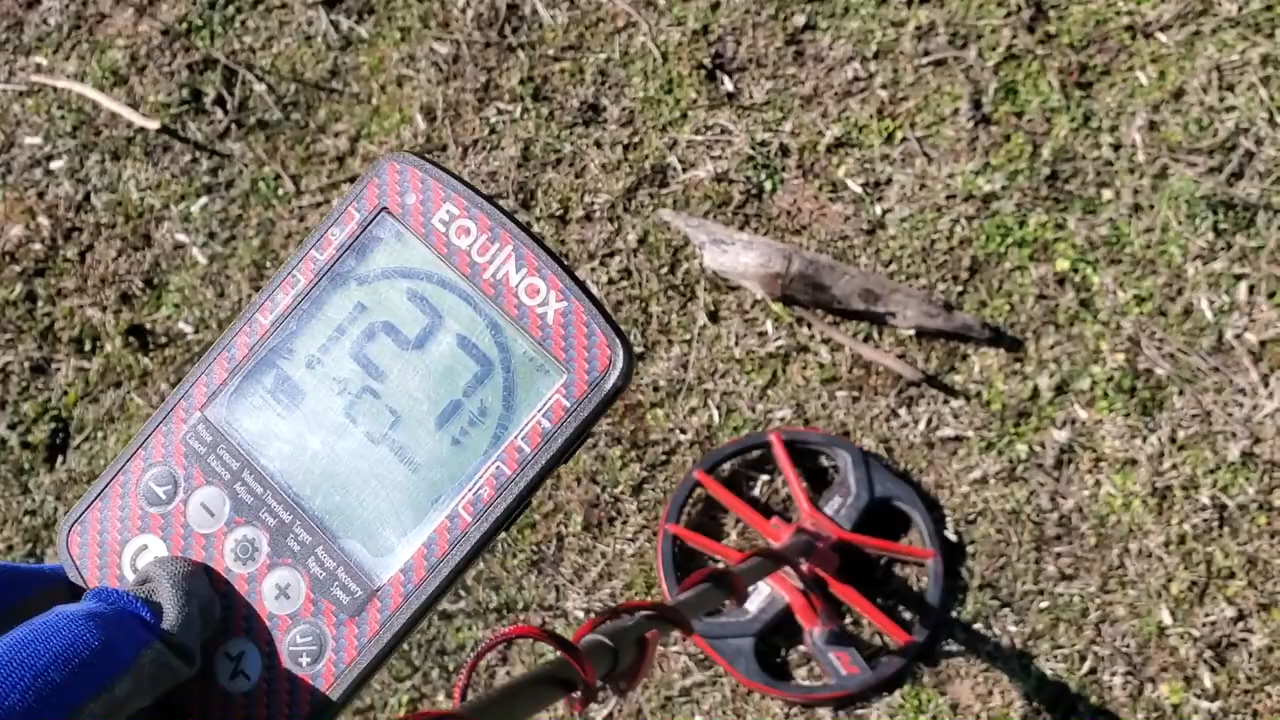 EQUINOX
27
Noise Ground Volume-Threshold Target Accept Recovery
Cancel Balance Adjust Level Tone Reject Speed